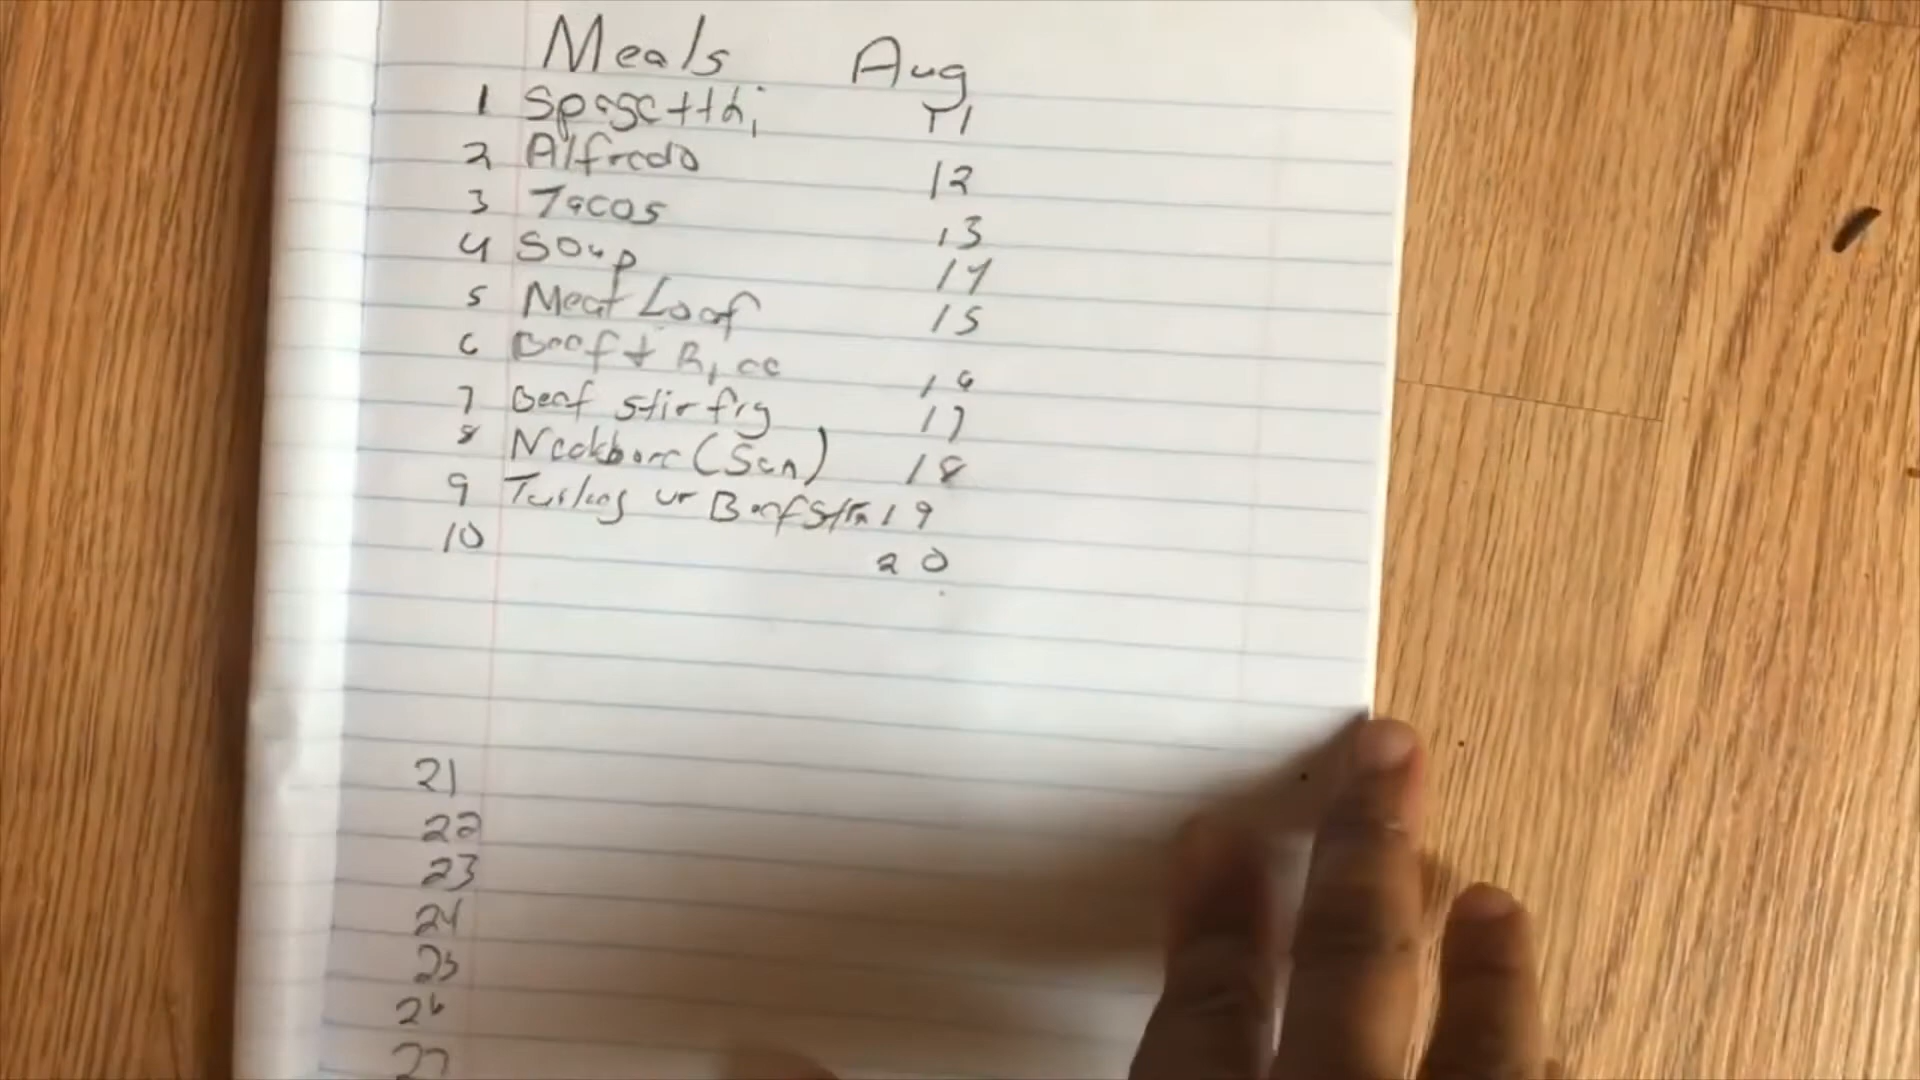 Meals Aug
1 Spagetthi 11
2 Alfredo 12
3 Tacos 13
4 Soup 14
5 Meat Loaf 15
6 Beef + Rice 16
7 Beef stir fry 17
8 Neckbone (Sun) 18
9 or Beef 19
10 20
21
22
23
24
25
26
27